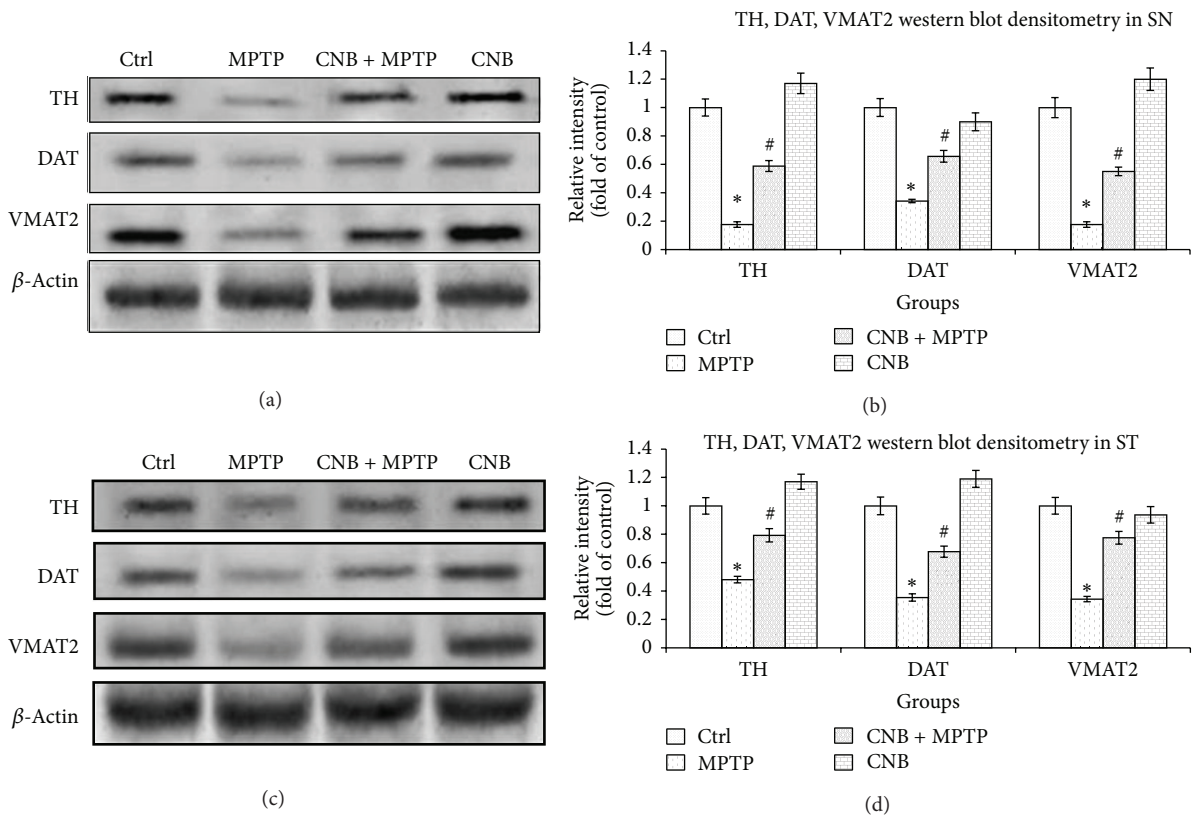 Ctrl MPTP CNB + MPTP CNB
TH
DAT
VMAT2
β-Actin
(a)
TH, DAT, VMAT2 western blot densitometry in SN
Relative intensity
(fold of control)
1.4
1.2
1
0.8
0.6
0.4
0.2
0
* # * # * #
TH DAT VMAT2
Groups
Ctrl CNB + MPTP
MPTP CNB
(b)
Ctrl MPTP CNB + MPTP CNB
TH
DAT
VMAT2
β-Actin
(c)
TH, DAT, VMAT2 western blot densitometry in ST
Relative intensity
(fold of control)
1.4
1.2
1
0.8
0.6
0.4
0.2
0
* # * # * #
TH DAT VMAT2
Groups
Ctrl CNB + MPTP
MPTP CNB
(d)